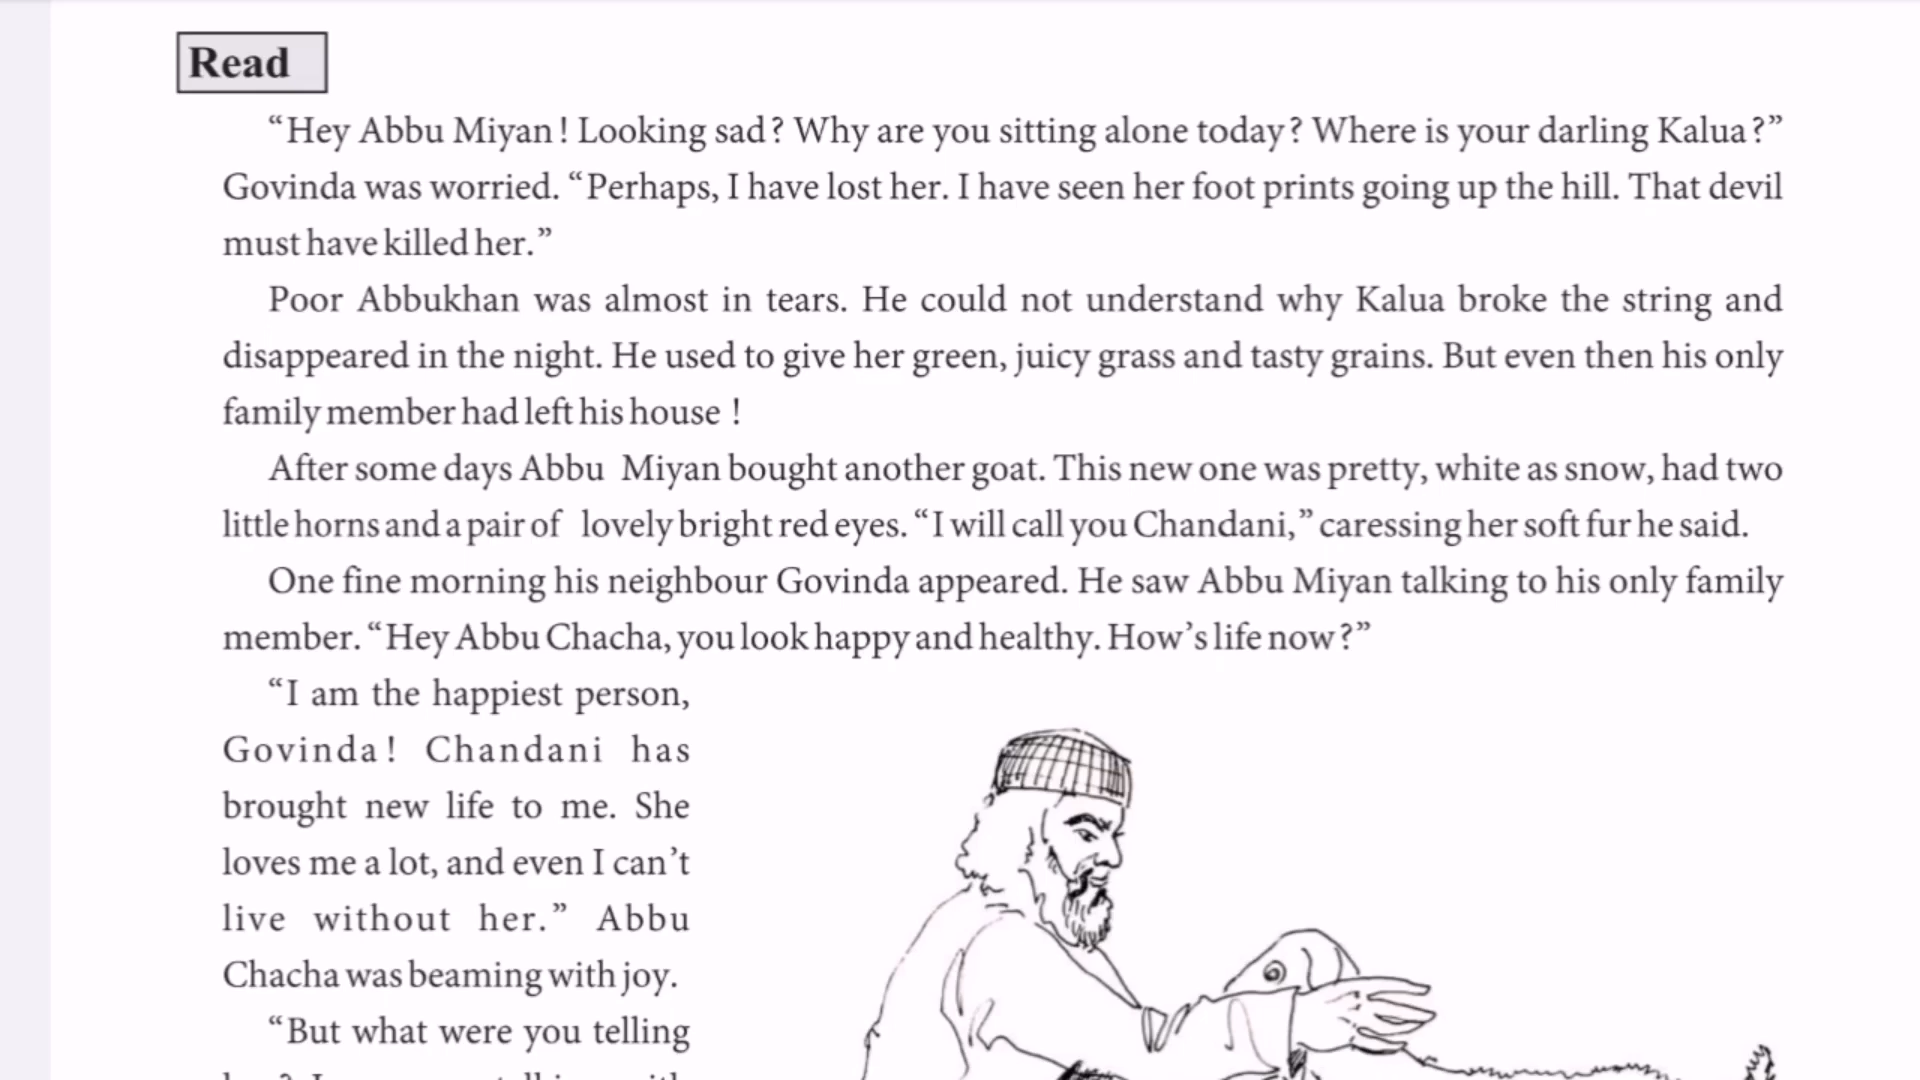 Read
“Hey Abbu Miyan! Looking sad? Why are you sitting alone today? Where is your darling Kalua?”
Govinda was worried. “Perhaps, I have lost her. I have seen her foot prints going up the hill. That devil
must have killed her.”
Poor Abbukhan was almost in tears. He could not understand why Kalua broke the string and
disappeared in the night. He used to give her green, juicy grass and tasty grains. But even then his only
family member had left his house !
After some days Abbu Miyan bought another goat. This new one was pretty, white as snow, had two
little horns and a pair of lovely bright red eyes. “I will call you Chandani,” caressing her soft fur he said.
One fine morning his neighbour Govinda appeared. He saw Abbu Miyan talking to his only family
member. “Hey Abbu Chacha, you look happy and healthy. How’s life now?”
“I am the happiest person,
Govinda! Chandani has
brought new life to me. She
loves me a lot, and even I can’t
live without her.” Abbu
Chacha was beaming with joy.
“But what were you telling